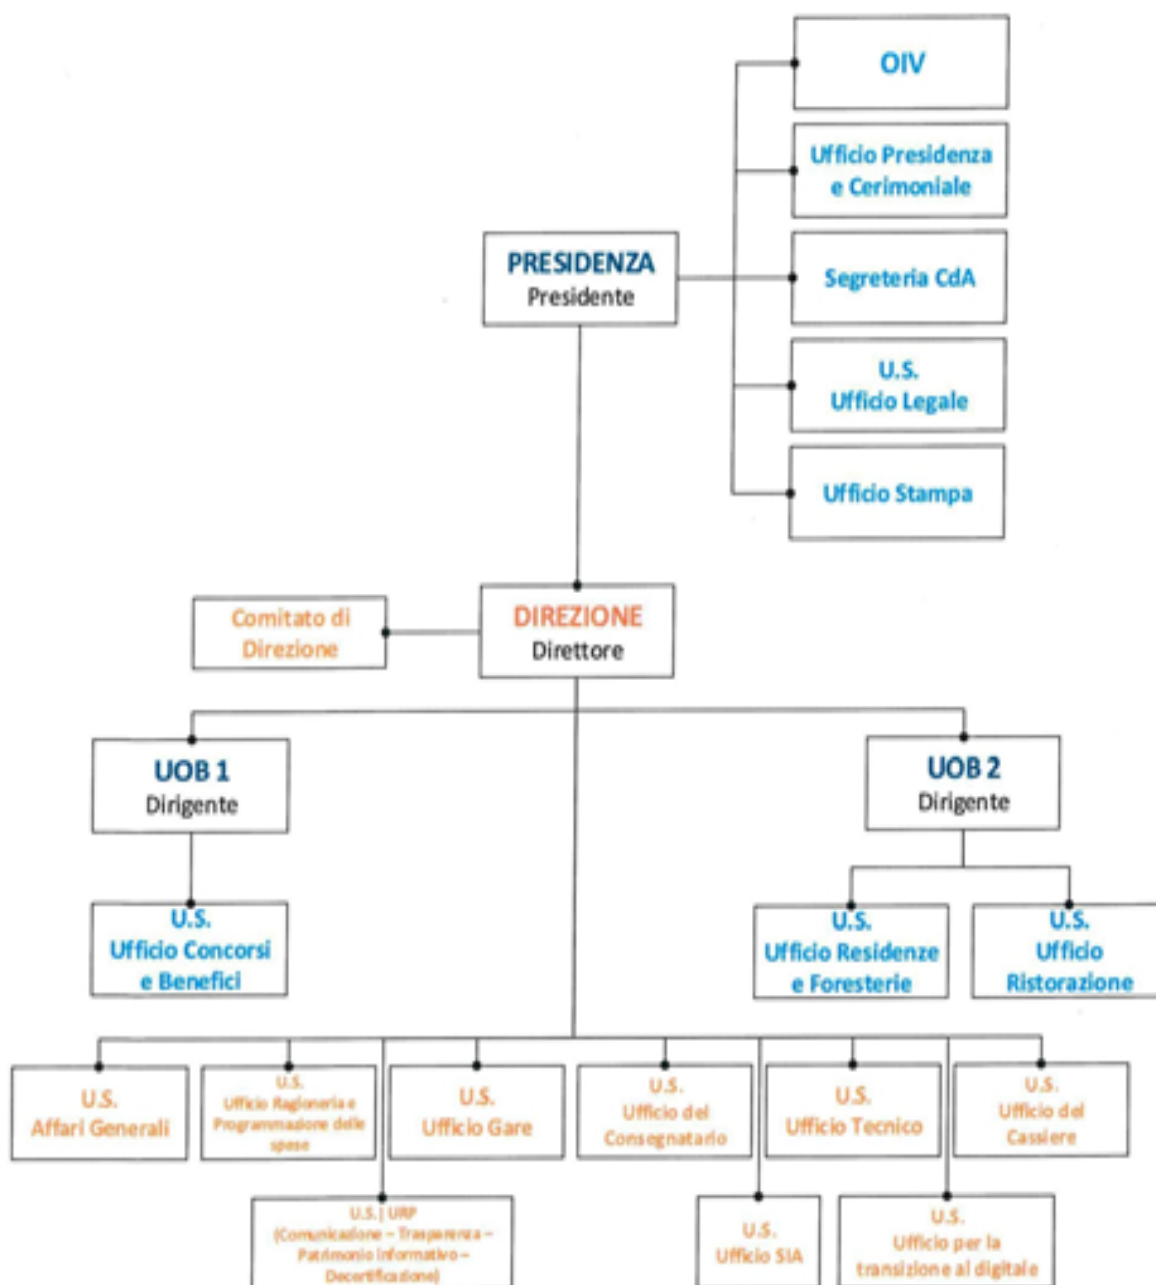 OIV
Ufficio Presidenza
e Cerimoniale
PRESIDENZA
Presidente
Segreteria CdA
U.S.
Ufficio Legale
Ufficio Stampa
Comitato di
Direzione
DIREZIONE
Direttore
UOB 1
Dirigente
UOB 2
Dirigente
U.S.
Ufficio Concorsi
e Benefici
U.S.
Ufficio Residenze
e Foresterie
U.S.
Ufficio
Ristorazione
U.S.
Affari Generali
U.S.
Ufficio Ragioneria e
Programmazione delle
spese
U.S.
Ufficio Gare
U.S.
Ufficio del
Consegnatario
U.S.
Ufficio Tecnico
U.S.
Ufficio del
Cassiere
U.S.| URP
(Comunicazione – Trasparenza –
Patrimonio Informativo –
Decertificazione)
U.S.
Ufficio SIA
U.S.
Ufficio per la
transizione al digitale